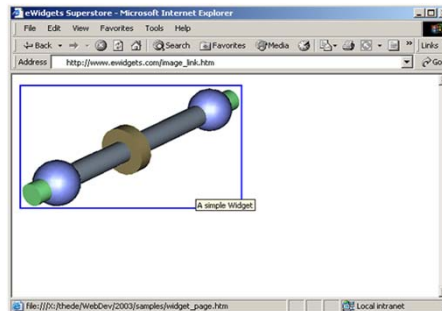 eWidgets Superstore - Microsoft Internet Explorer
File Edit View Favorites Tools Help
Back Search Favorites Media Links
Address http://www.ewidgets.com/image_link.htm Go
A simple Widget
file:///X:/thede/WebDev/2003/samples/widget_page.htm Local intranet